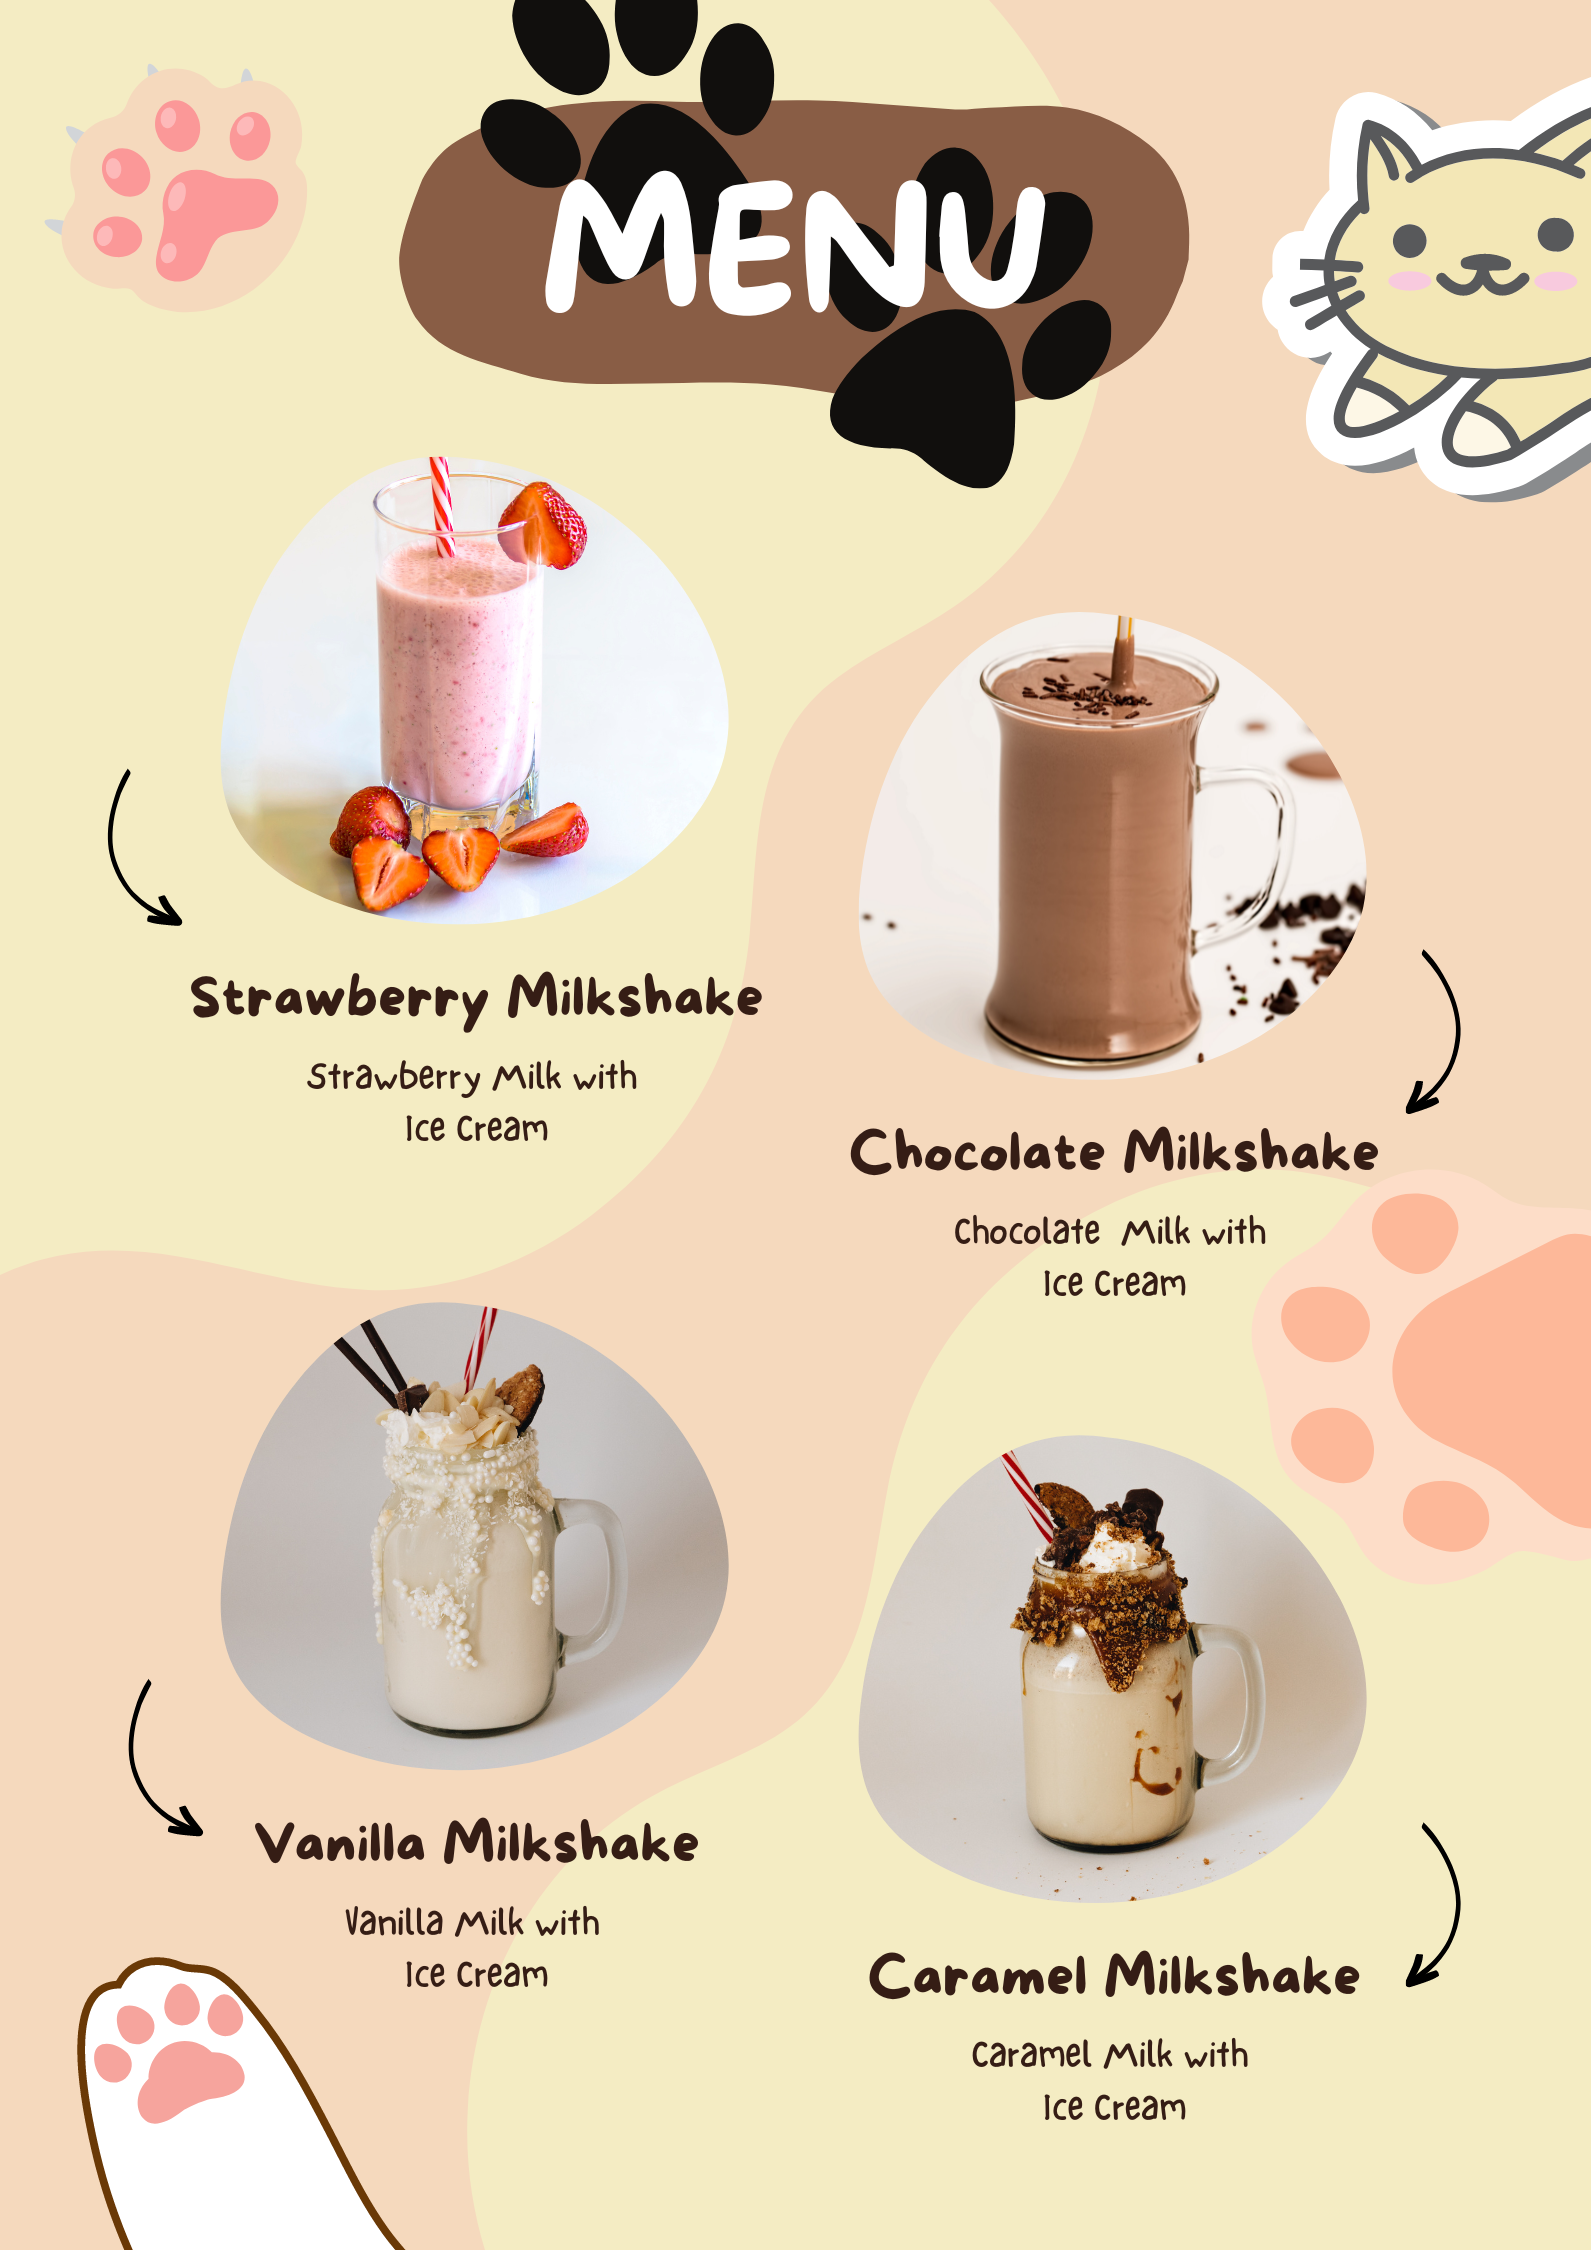 MENU
Strawberry Milkshake
Strawberry Milk with
Ice Cream
Chocolate Milkshake
Chocolate Milk with
Ice Cream
Vanilla Milkshake
Vanilla Milk with
Ice Cream
Caramel Milkshake
Caramel Milk with
Ice Cream